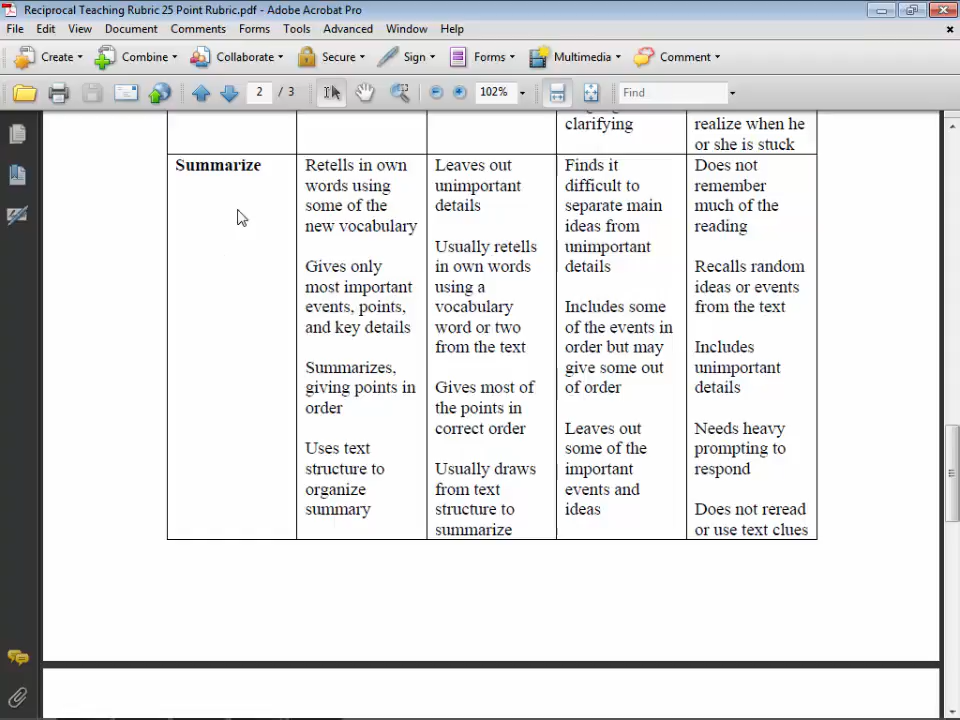 Reciprocal Teaching Rubric 25 Point Rubric.pdf - Adobe Acrobat Pro
File Edit View Document Comments Forms Tools Advanced Window Help
Create Combine Collaborate Secure Sign Forms Multimedia Comment
2 / 3 102% Find
clarifying
realize when he
or she is stuck
Summarize
Retells in own
words using
some of the
new vocabulary
Gives only
most important
events, points,
and key details
Summarizes,
giving points in
order
Uses text
structure to
organize
summary
Leaves out
unimportant
details
Usually retells
in own words
using a
vocabulary
word or two
from the text
Gives most of
the points in
correct order
Usually draws
from text
structure to
summarize
Finds it
difficult to
separate main
ideas from
unimportant
details
Includes some
of the events in
order but may
give some out
of order
Leaves out
some of the
important
events and
ideas
Does not
remember
much of the
reading
Recalls random
ideas or events
from the text
Includes
unimportant
details
Needs heavy
prompting to
respond
Does not reread
or use text clues